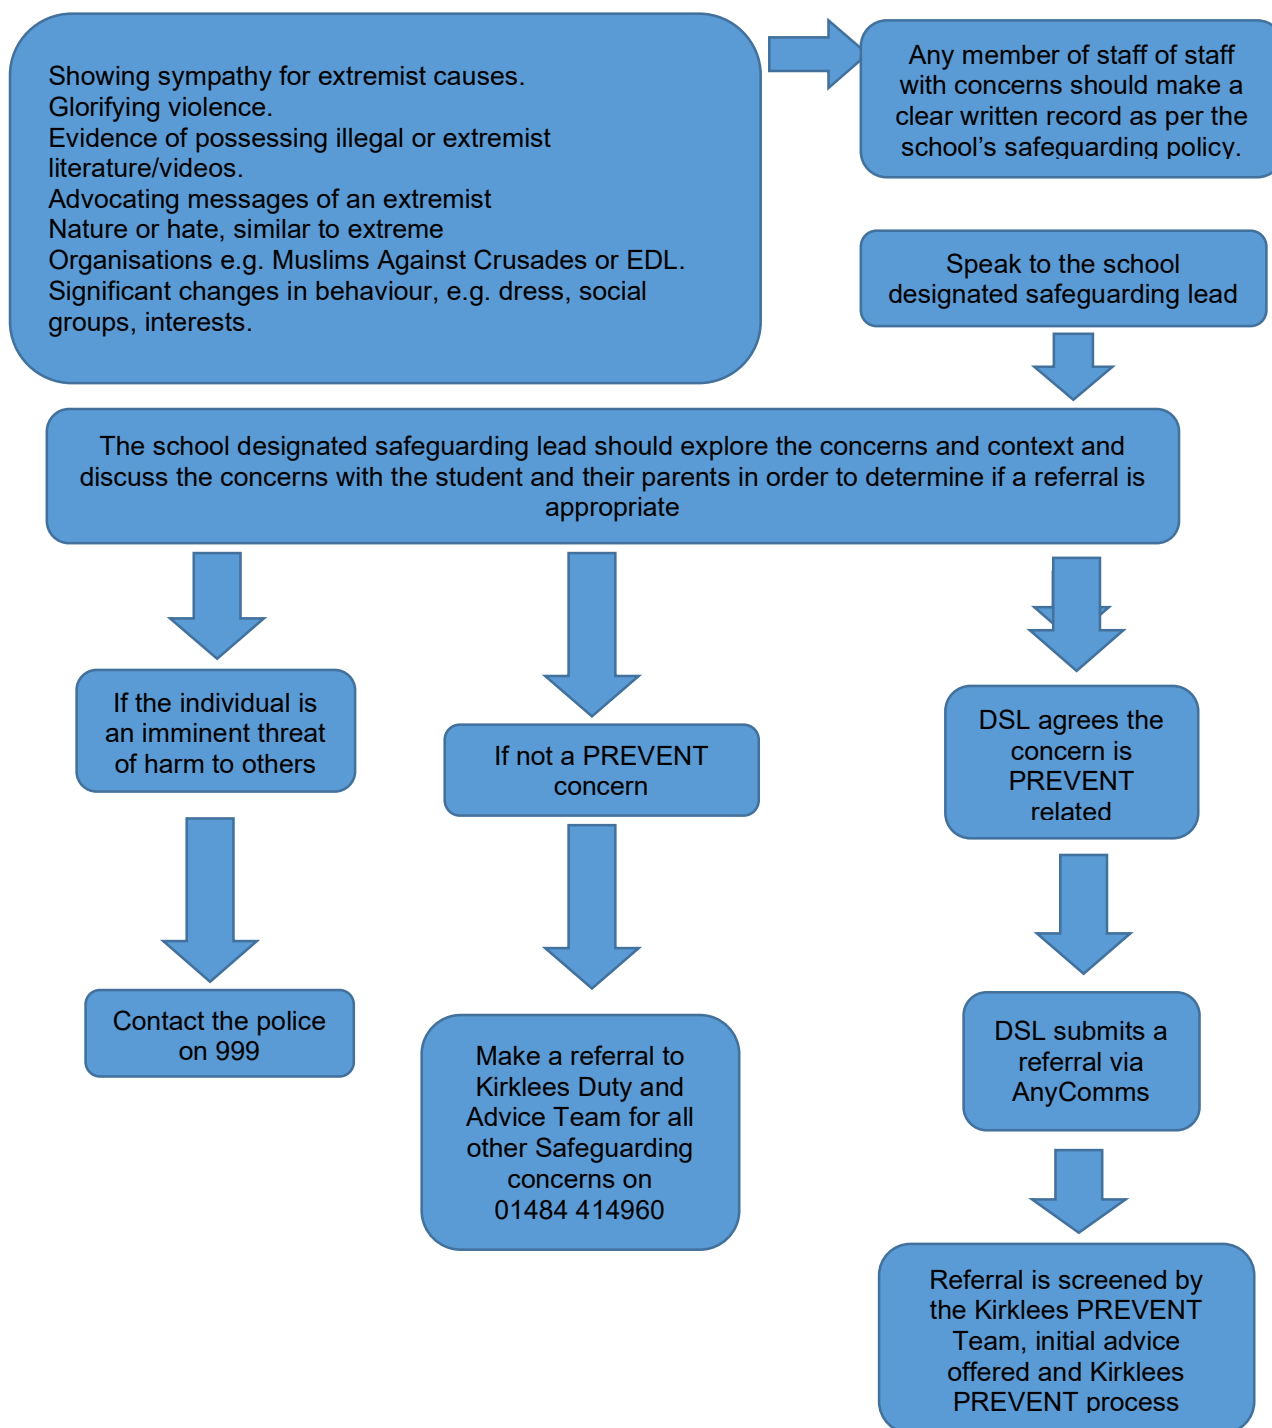 Showing sympathy for extremist causes.
Glorifying violence.
Evidence of possessing illegal or extremist
literature/videos.
Advocating messages of an extremist
Nature or hate, similar to extreme
Organisations e.g. Muslims Against Crusades or EDL.
Significant changes in behaviour, e.g. dress, social
groups, interests.
Any member of staff of staff
with concerns should make a
clear written record as per the
school’s safeguarding policy.
Speak to the school
designated safeguarding lead
The school designated safeguarding lead should explore the concerns and context and
discuss the concerns with the student and their parents in order to determine if a referral is
appropriate
If the individual is
an imminent threat
of harm to others
If not a PREVENT
concern
DSL agrees the
concern is
PREVENT
related
Contact the police
on 999
Make a referral to
Kirklees Duty and
Advice Team for all
other Safeguarding
concerns on
01484 414960
DSL submits a
referral via
AnyComms
Referral is screened by
the Kirklees PREVENT
Team, initial advice
offered and Kirklees
PREVENT process